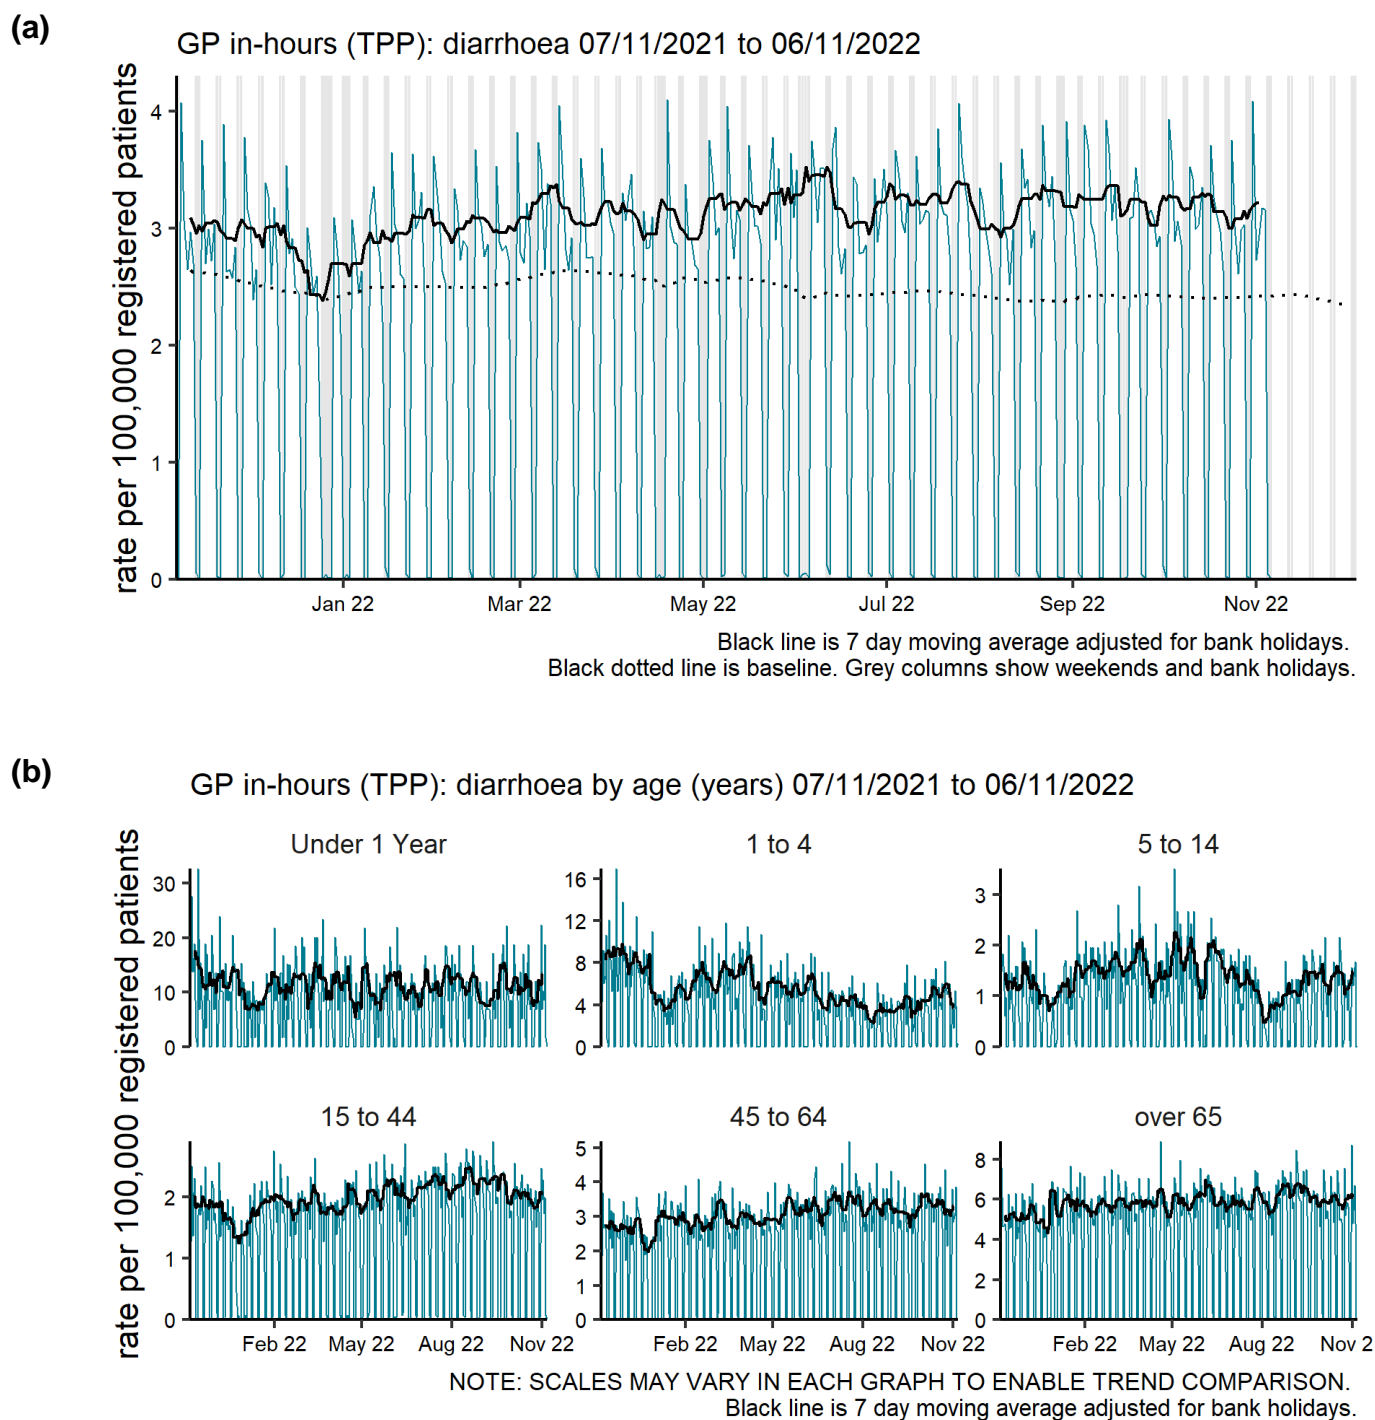 (a)
GP in-hours (TPP): diarrhoea 07/11/2021 to 06/11/2022
rate per 100,000 registered patients
4
3
2
1
0
Jan 22 Mar 22 May 22 Jul 22 Sep 22 Nov 22
Black line is 7 day moving average adjusted for bank holidays.
Black dotted line is baseline. Grey columns show weekends and bank holidays.
(b)
GP in-hours (TPP): diarrhoea by age (years) 07/11/2021 to 06/11/2022
rate per 100,000 registered patients
Under 1 Year
30
20
10
0
1 to 4
16
12
8
4
0
5 to 14
3
2
1
0
15 to 44
2
1
0
Feb 22 May 22 Aug 22 Nov 22
45 to 64
5
4
3
2
1
0
Feb 22 May 22 Aug 22 Nov 22
over 65
8
6
4
2
0
Feb 22 May 22 Aug 22 Nov 2
NOTE: SCALES MAY VARY IN EACH GRAPH TO ENABLE TREND COMPARISON.
Black line is 7 day moving average adjusted for bank holidays.